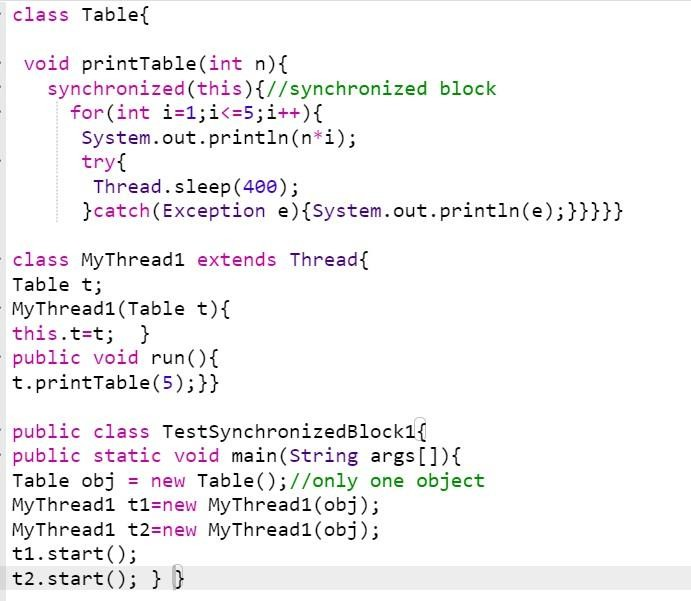 class Table{
void printTable(int n){
synchronized(this){//synchronized block
for(int i=1;i<=5;i++){
System.out.println(n*i);
try{
Thread.sleep(400);
}catch(Exception e){System.out.println(e);}}}}}
class MyThread1 extends Thread{
Table t;
MyThread1(Table t){
this.t=t;  }
public void run(){
t.printTable(5);}}
public class TestSynchronizedBlock1{
public static void main(String args[]){
Table obj = new Table();//only one object
MyThread1 t1=new MyThread1(obj);
MyThread1 t2=new MyThread1(obj);
t1.start();
t2.start(); } }